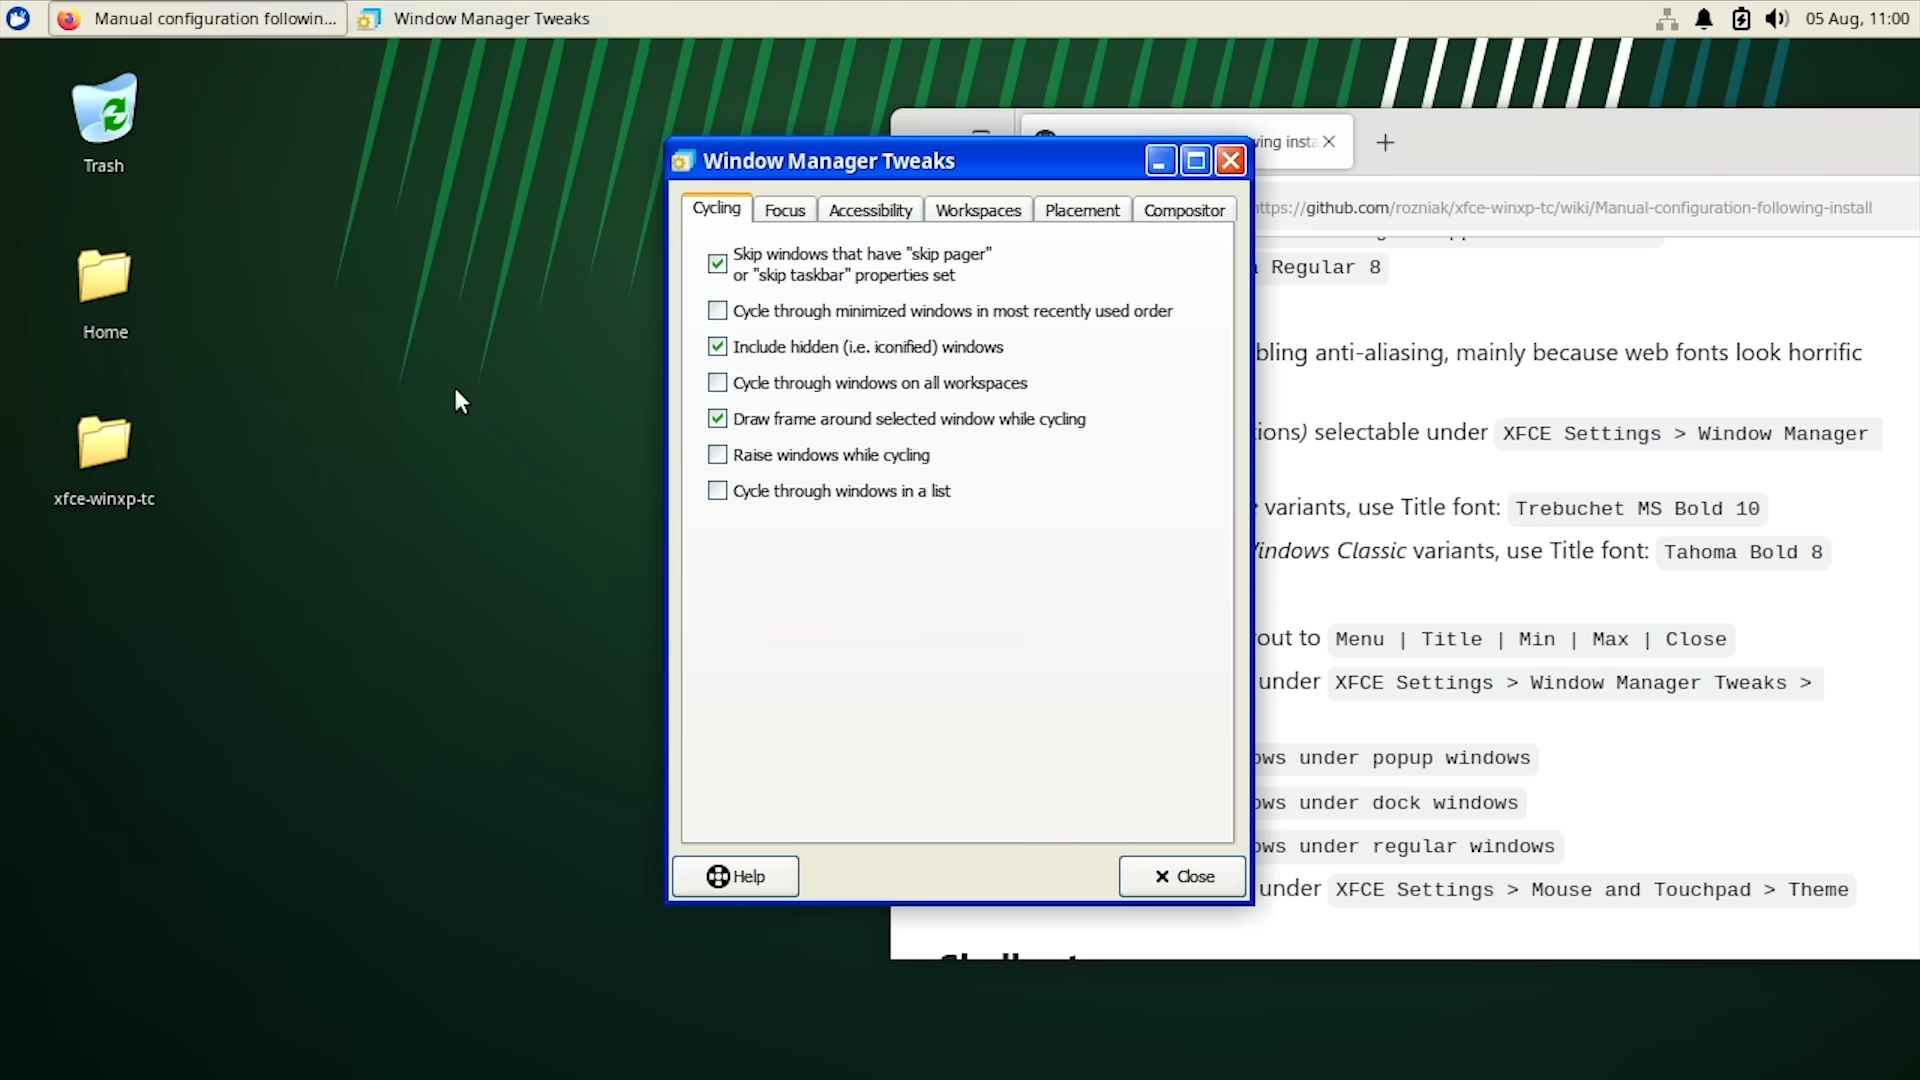 Manual configuration followin...
Window Manager Tweaks
05 Aug, 11:00
Trash
Home
xfce-winxp-tc
Window Manager Tweaks
Cycling
Focus
Accessibility
Workspaces
Placement
Compositor
Skip windows that have "skip pager"
or "skip taskbar" properties set
Cycle through minimized windows in most recently used order
Include hidden (i.e. iconified) windows
Cycle through windows on all workspaces
Draw frame around selected window while cycling
Raise windows while cycling
Cycle through windows in a list
Help
Close
ttps://github.com/rozniak/xfce-winxp-tc/wiki/Manual-configuration-following-install
Regular 8
bling anti-aliasing, mainly because web fonts look horrific
ions) selectable under XFCE Settings > Window Manager
variants, use Title font: Trebuchet MS Bold 10
Windows Classic variants, use Title font: Tahoma Bold 8
out to Menu | Title | Min | Max | Close
under XFCE Settings > Window Manager Tweaks >
ows under popup windows
ows under dock windows
ows under regular windows
under XFCE Settings > Mouse and Touchpad > Theme